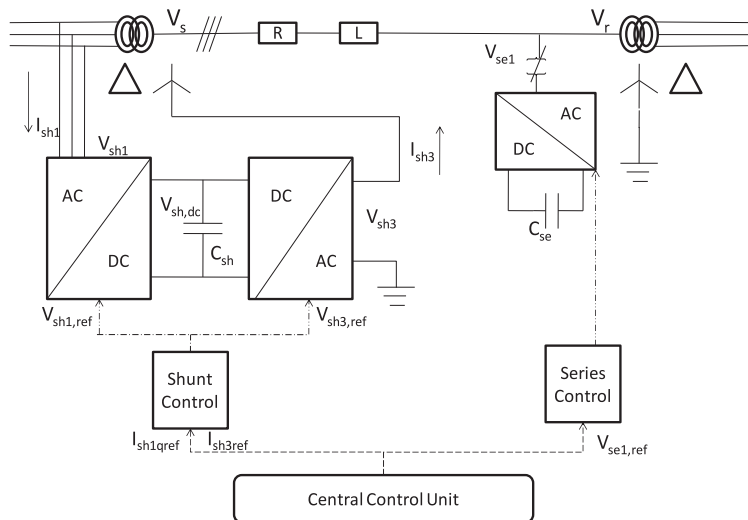 V_s
R
L
V_r
V_se1
I_sh1
V_sh1
I_sh3
AC
DC
AC
DC
V_sh,dc
C_sh
DC
AC
V_sh3
C_se
V_sh1,ref
V_sh3,ref
Shunt
Control
Series
Control
I_sh1qref
I_sh3ref
V_se1,ref
Central Control Unit